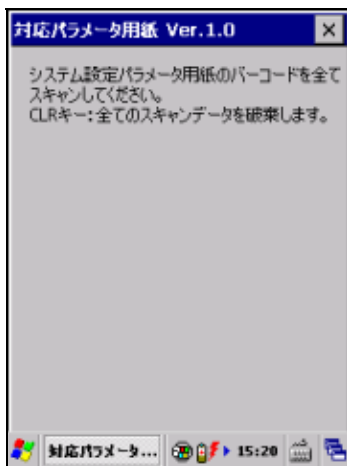 対応パラメータ用紙 Ver.1.0
システム設定パラメータ用紙のバーコードを全て
スキャンしてください。
CLRキー：全てのスキャンデータを破棄します。
対応パラメータ...
15:20